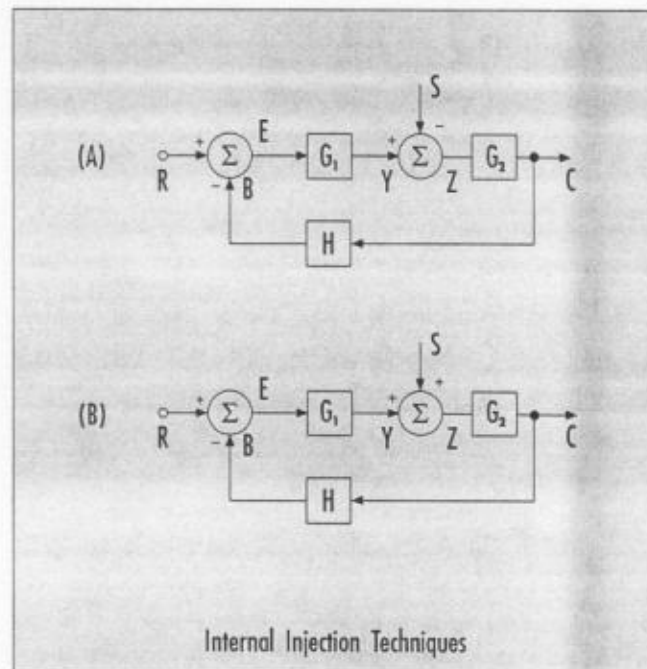 S
(A) + Σ E G₁ + Σ − G₂
R − B Y Z C
H
S
(B) + Σ E G₁ + Σ + G₂
R − B Y Z C
H
Internal Injection Techniques